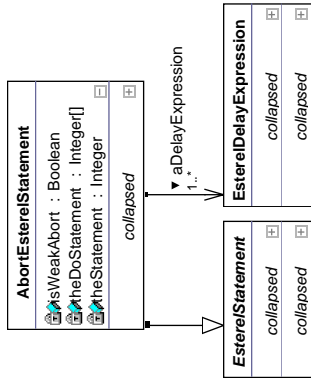 AbortEsterelStatement
isWeakAbort : Boolean
theDoStatement : Integer[]
theStatement : Integer
collapsed
aDelayExpression
1..*
EsterelStatement
collapsed
collapsed
EsterelDelayExpression
collapsed
collapsed